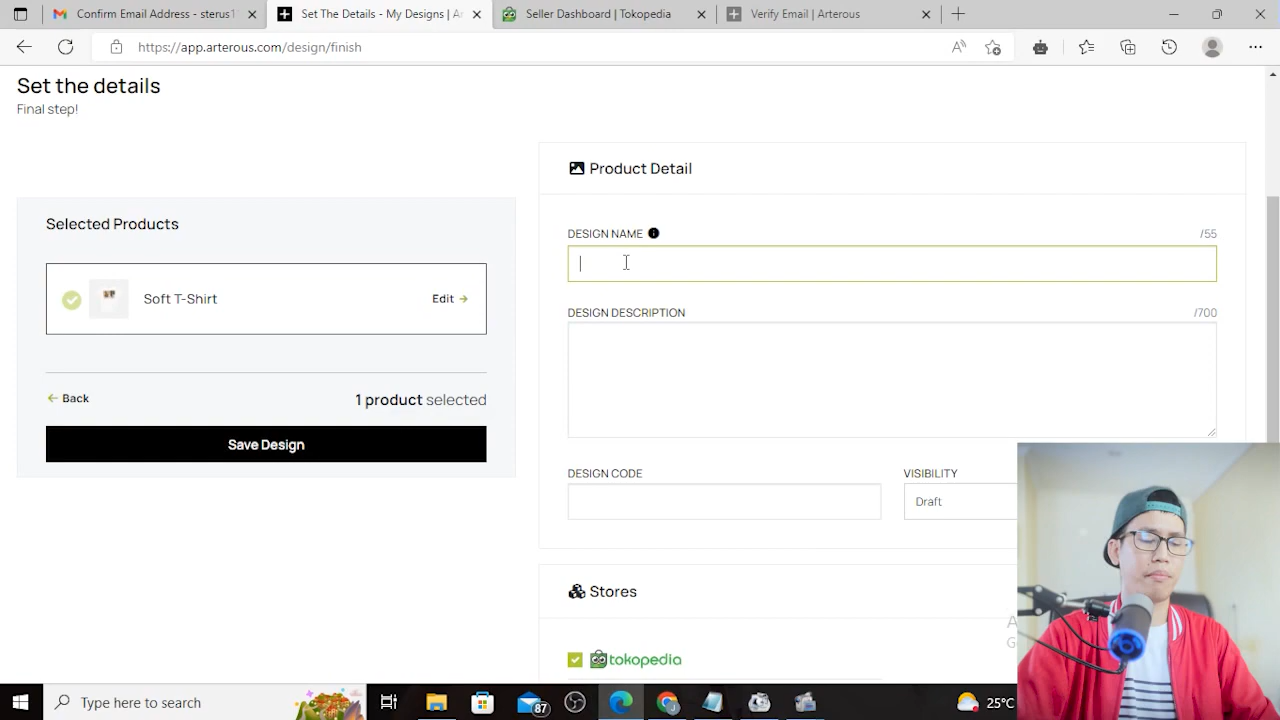 Confirm Email Address - sterus1
Set The Details - My Designs | A
Seller Dashboard | Tokopedia
Verify Email | Arterous
https://app.arterous.com/design/finish
Set the details
Final step!
Product Detail
Selected Products
DESIGN NAME
/55
Soft T-Shirt
Edit
DESIGN DESCRIPTION
/700
Back
1 product selected
Save Design
DESIGN CODE
VISIBILITY
Draft
Stores
tokopedia
Type here to search
87
25°C